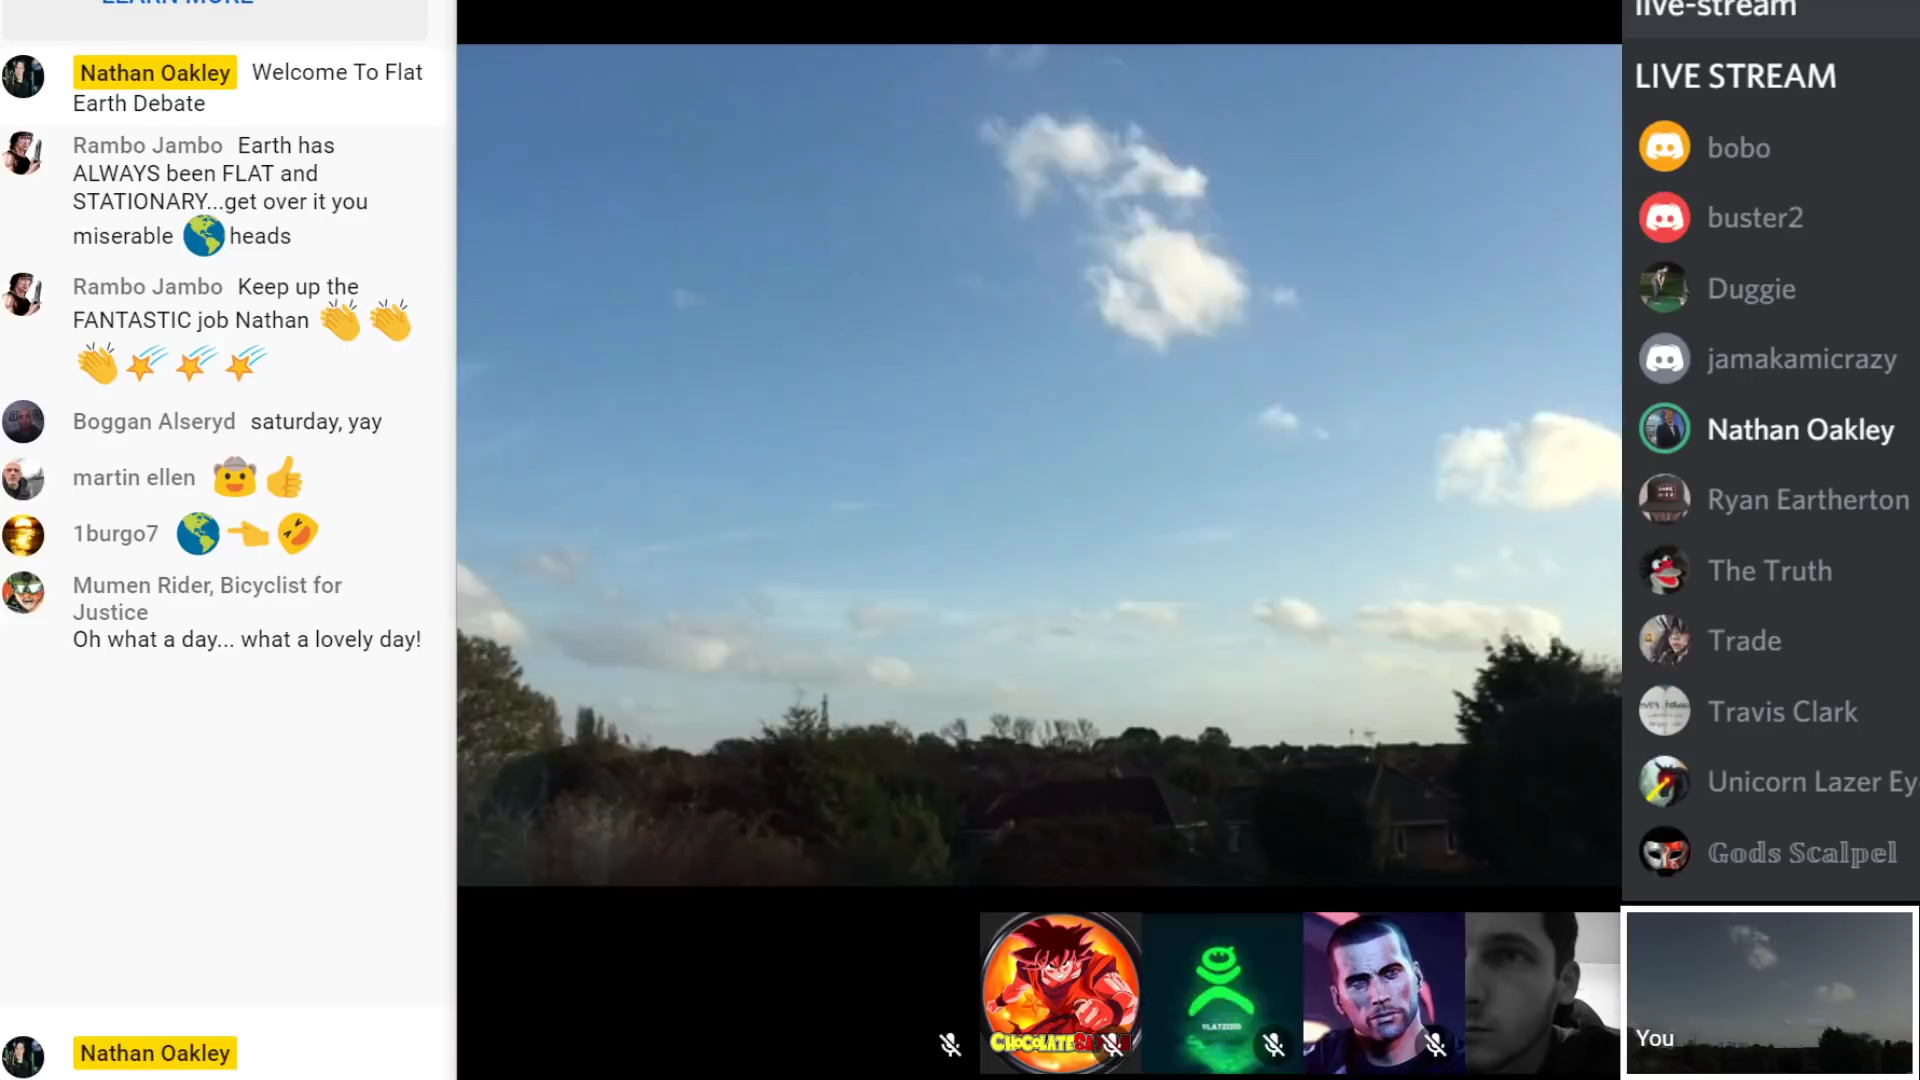 LEARN MORE
Nathan Oakley Welcome To Flat
Earth Debate
Rambo Jambo Earth has
ALWAYS been FLAT and
STATIONARY...get over it you
miserable heads
Rambo Jambo Keep up the
FANTASTIC job Nathan
Boggan Alseryd saturday, yay
martin ellen
1burgo7
Mumen Rider, Bicyclist for
Justice
Oh what a day... what a lovely day!
Nathan Oakley
live-stream
LIVE STREAM
bobo
buster2
Duggie
jamakamicrazy
Nathan Oakley
Ryan Eartherton
The Truth
Trade
Travis Clark
Unicorn Lazer Ey
Gods Scalpel
You